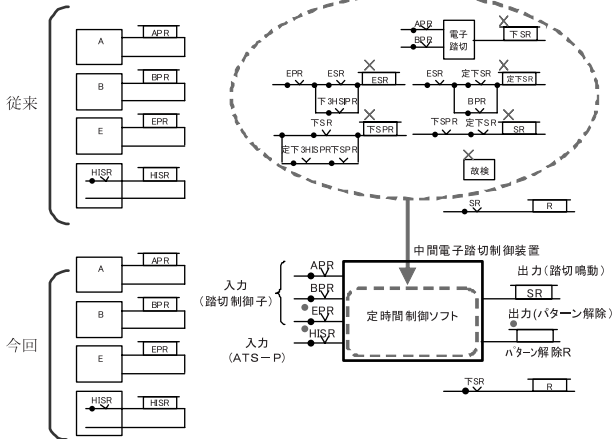 従来
A
APR
B
BPR
E
EPR
HISR
HISR
APR
BPR
電子
踏切
下SR
EPR
ESR
ESR
下3HSIPR
ESR
定下SR
定下SR
BPR
下SR
下SPR
定下3HISPR下SPR
下SPR
定下SR
SR
故検
SR
R
今回
A
APR
B
BPR
E
EPR
HISR
HISR
中間電子踏切制御装置
入力
(踏切制御子)
APR
BPR
EPR
HISR
入力
(ATS-P)
定時間制御ソフト
出力(踏切鳴動)
SR
出力(パターン解除)
パターン解除R
下SR
R